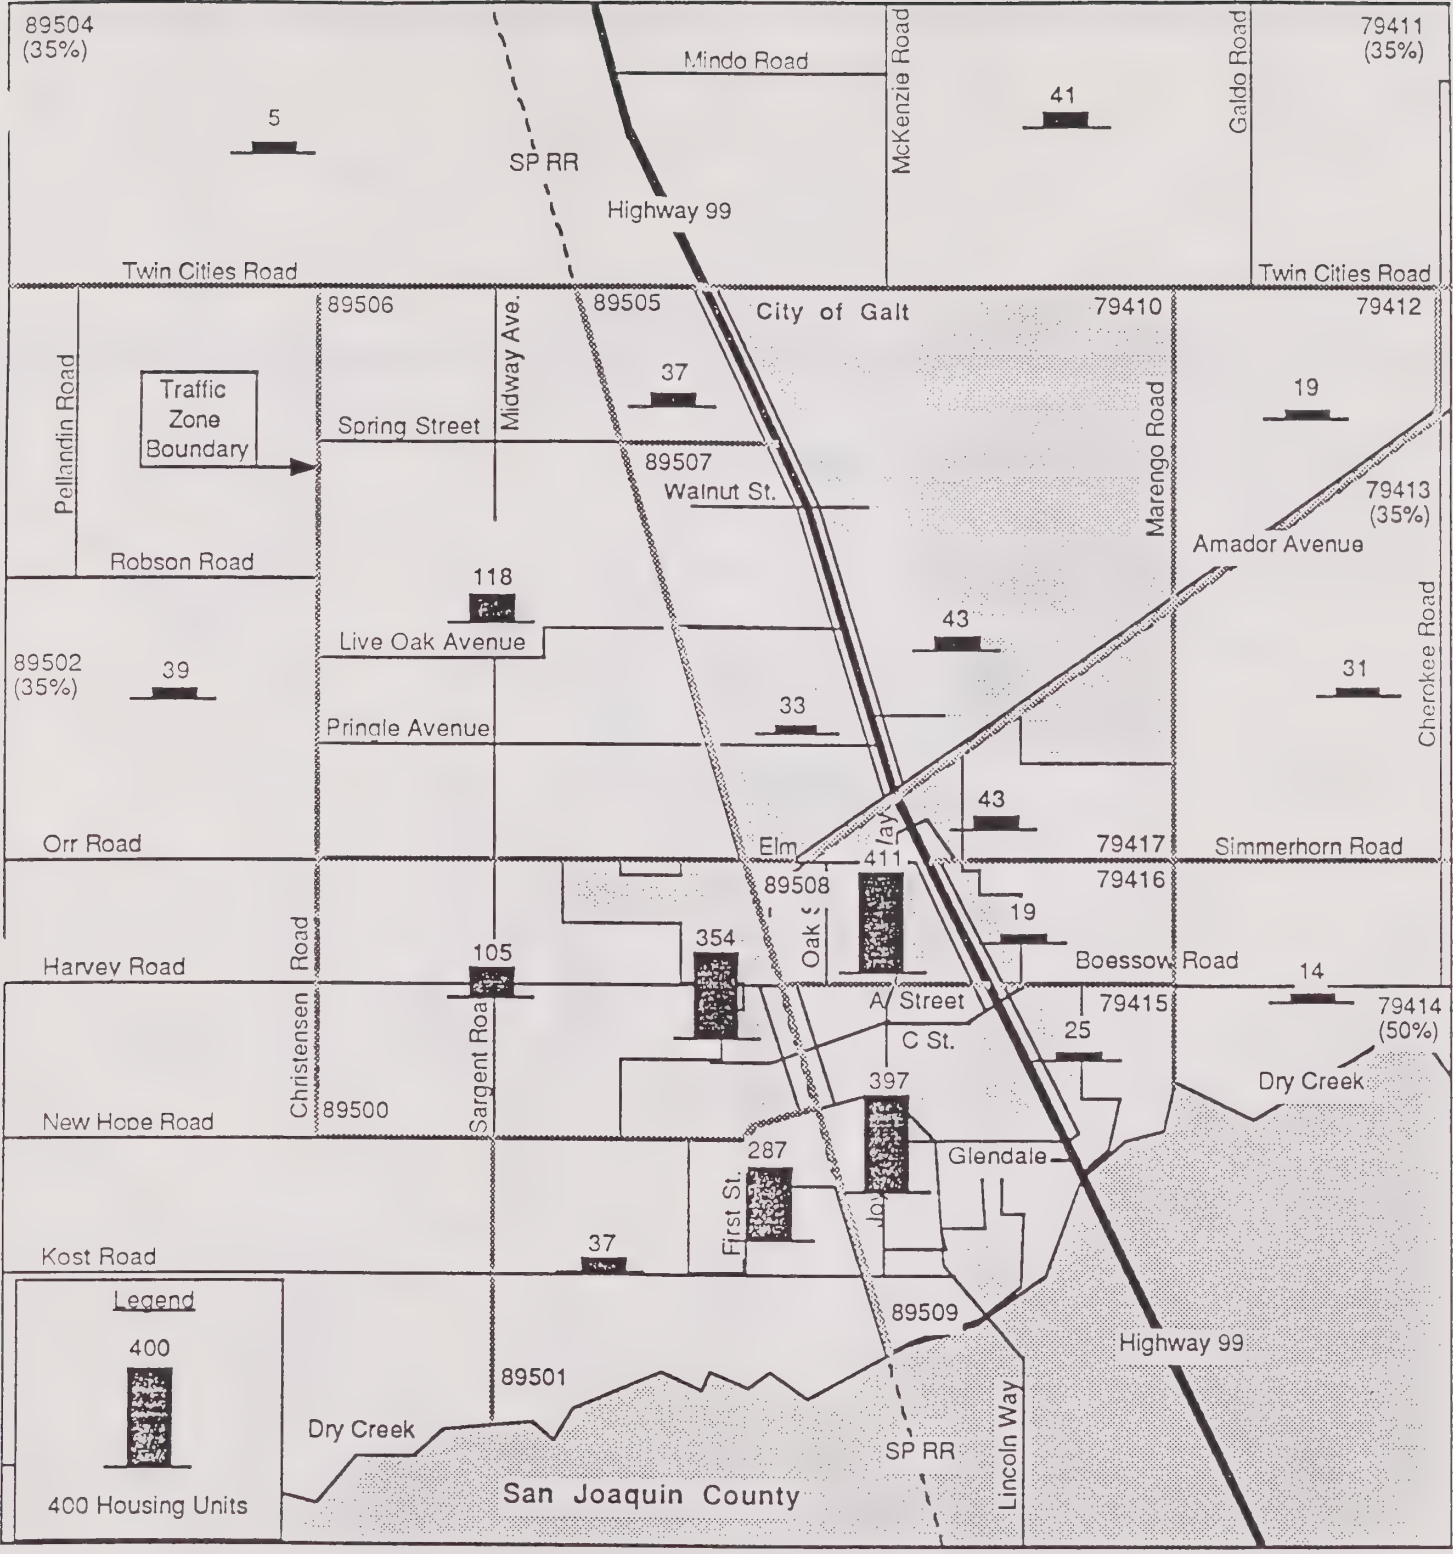 89504
(35%)
Mindo Road
McKenzie Road
Galdo Road
79411
(35%)
5
41
SP RR
Highway 99
Twin Cities Road
Twin Cities Road
89506
Midway Ave.
89505
City of Galt
79410
79412
Pellandin Road
Traffic
Zone
Boundary
37
19
Spring Street
Marengo Road
89507
Walnut St.
79413
(35%)
Amador Avenue
Robson Road
118
43
Live Oak Avenue
89502
(35%)
39
31
Cherokee Road
33
Pringle Avenue
43
Orr Road
Elm
79417
Simmerhorn Road
411
89508
79416
Oak S
19
354
105
Harvey Road
Christensen Road
Boessow Road
14
A Street
79415
79414
(50%)
C St.
25
Sargent Road
397
Dry Creek
89500
New Hope Road
287
Glendale
First St.
Joy
37
Kost Road
Legend
400
400 Housing Units
89509
Highway 99
89501
Dry Creek
SP RR
Lincoln Way
San Joaquin County